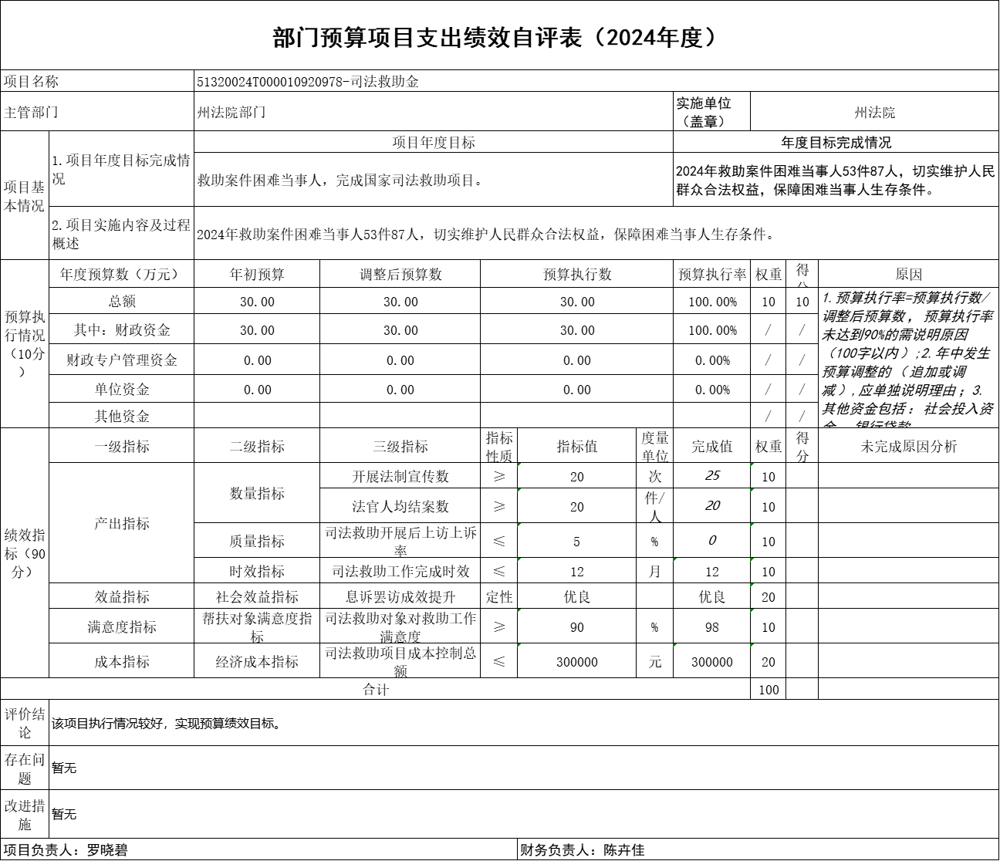 部门预算项目支出绩效自评表（2024年度）
项目名称 51320024T000010920978-司法救助金
主管部门 州法院部门 实施单位（盖章） 州法院
项目基本情况
1.项目年度目标完成情况
项目年度目标 年度目标完成情况
救助案件困难当事人，完成国家司法救助项目。
2024年救助案件困难当事人53件87人，切实维护人民
群众合法权益，保障困难当事人生存条件。
2.项目实施内容及过程概述
2024年救助案件困难当事人53件87人，切实维护人民群众合法权益，保障困难当事人生存条件。
预算执行情况（10分）
年度预算数（万元） 年初预算 调整后预算数 预算执行数 预算执行率 权重 得 原因
总额 30.00 30.00 30.00 100.00% 10 10
其中：财政资金 30.00 30.00 30.00 100.00% / /
财政专户管理资金 0.00 0.00 0.00 0.00% / /
单位资金 0.00 0.00 0.00 0.00% / /
其他资金 / /
1.预算执行率=预算执行数/
调整后预算数，预算执行率
未达到90%的需说明原因
（100字以内）;2.年中发生
预算调整的（追加或调
减）,应单独说明理由；3.
其他资金包括：社会投入资
金、银行贷款
绩效指标（90分）
一级指标 二级指标 三级指标 指标性质 指标值 度量单位 完成值 权重 得分 未完成原因分析
产出指标 数量指标 开展法制宣传数 ≥ 20 次 25 10
法官人均结案数 ≥ 20 件/人 20 10
质量指标 司法救助开展后上访上诉率 ≤ 5 % 0 10
时效指标 司法救助工作完成时效 ≤ 12 月 12 10
效益指标 社会效益指标 息诉罢访成效提升 定性 优良 优良 20
满意度指标 帮扶对象满意度指标 司法救助对象对救助工作满意度 ≥ 90 % 98 10
成本指标 经济成本指标 司法救助项目成本控制总额 ≤ 300000 元 300000 20
合计 100
评价结论 该项目执行情况较好，实现预算绩效目标。
存在问题 暂无
改进措施 暂无
项目负责人：罗晓碧 财务负责人：陈卉佳